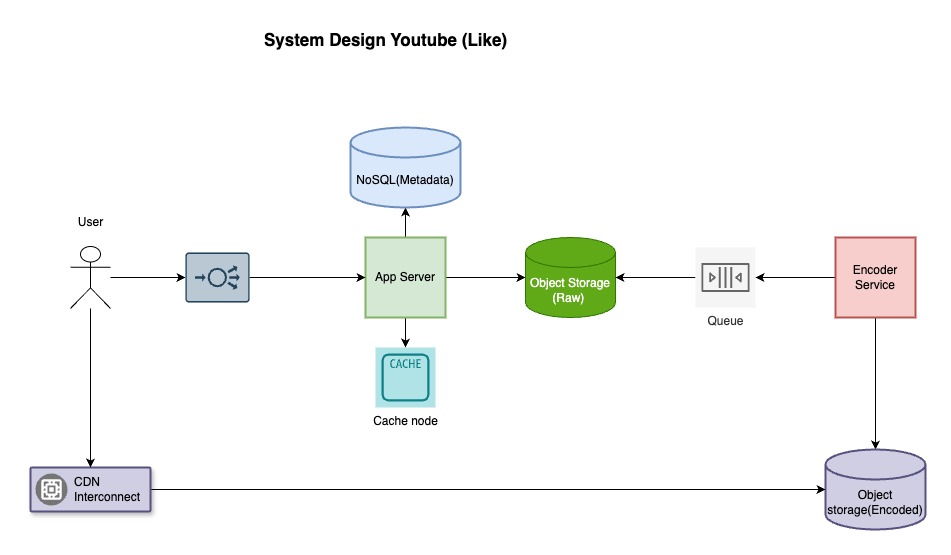 System Design Youtube (Like)
NoSQL(Metadata)
User
App Server
Object Storage
(Raw)
Encoder
Service
Queue
CACHE
Cache node
CDN
Interconnect
Object
storage(Encoded)